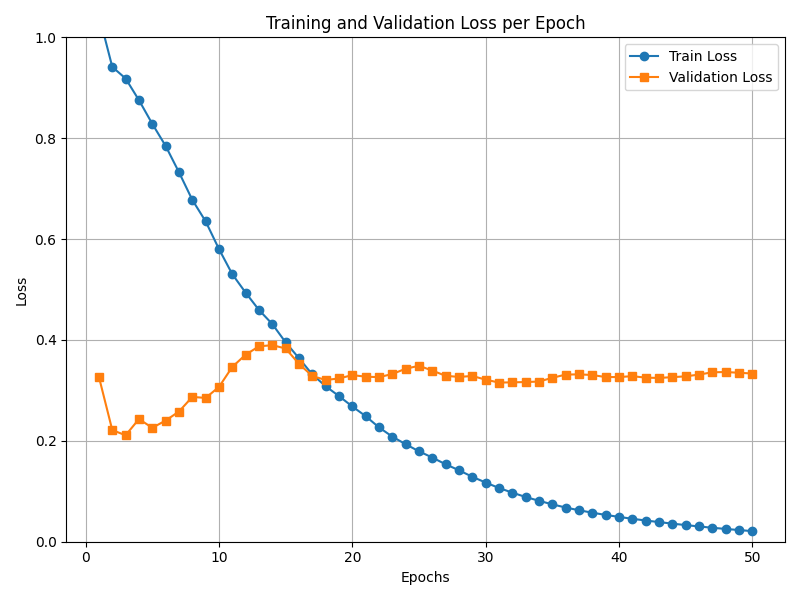 Training and Validation Loss per Epoch
Train Loss
Validation Loss
Loss
1.0
0.8
0.6
0.4
0.2
0.0
0 10 20 30 40 50
Epochs